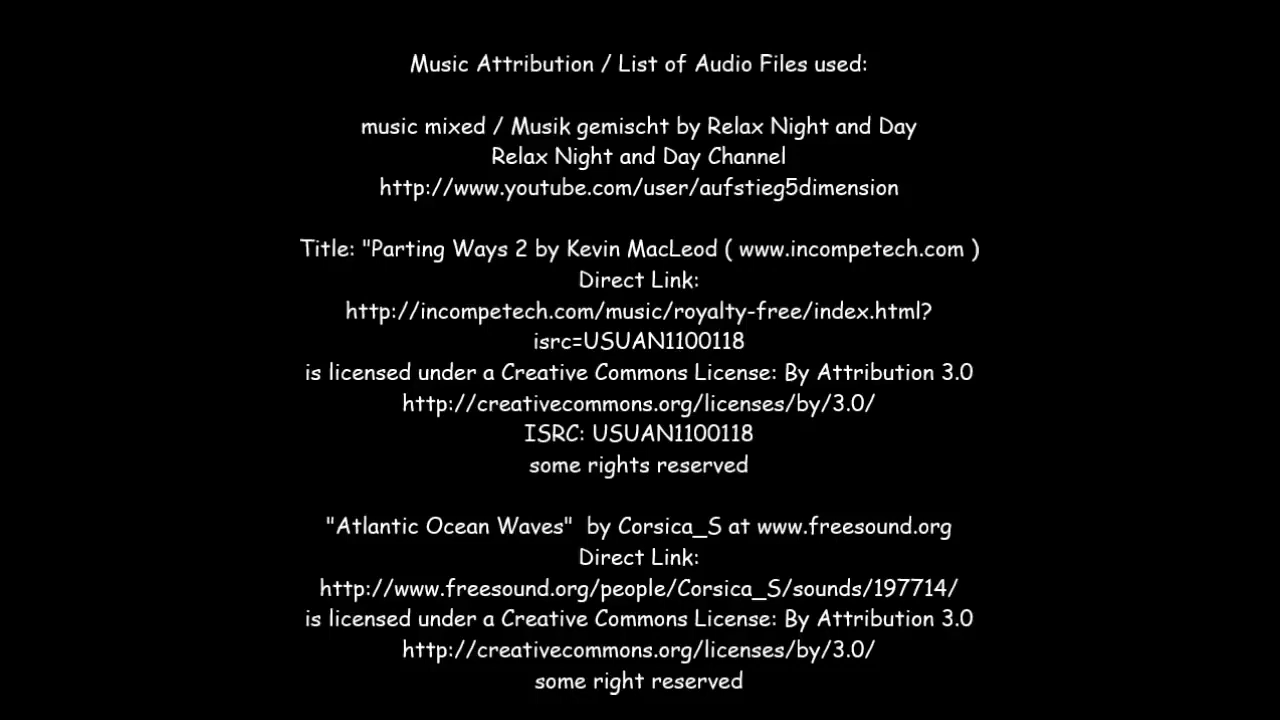 Music Attribution / List of Audio Files used:
music mixed / Musik gemischt by Relax Night and Day
Relax Night and Day Channel
http://www.youtube.com/user/aufstieg5dimension
Title: "Parting Ways 2 by Kevin MacLeod ( www.incompetech.com )
Direct Link:
http://incompetech.com/music/royalty-free/index.html?
isrc=USUAN1100118
is licensed under a Creative Commons License: By Attribution 3.0
http://creativecommons.org/licenses/by/3.0/
ISRC: USUAN1100118
some rights reserved
"Atlantic Ocean Waves"  by Corsica_S at www.freesound.org
Direct Link:
http://www.freesound.org/people/Corsica_S/sounds/197714/
is licensed under a Creative Commons License: By Attribution 3.0
http://creativecommons.org/licenses/by/3.0/
some right reserved